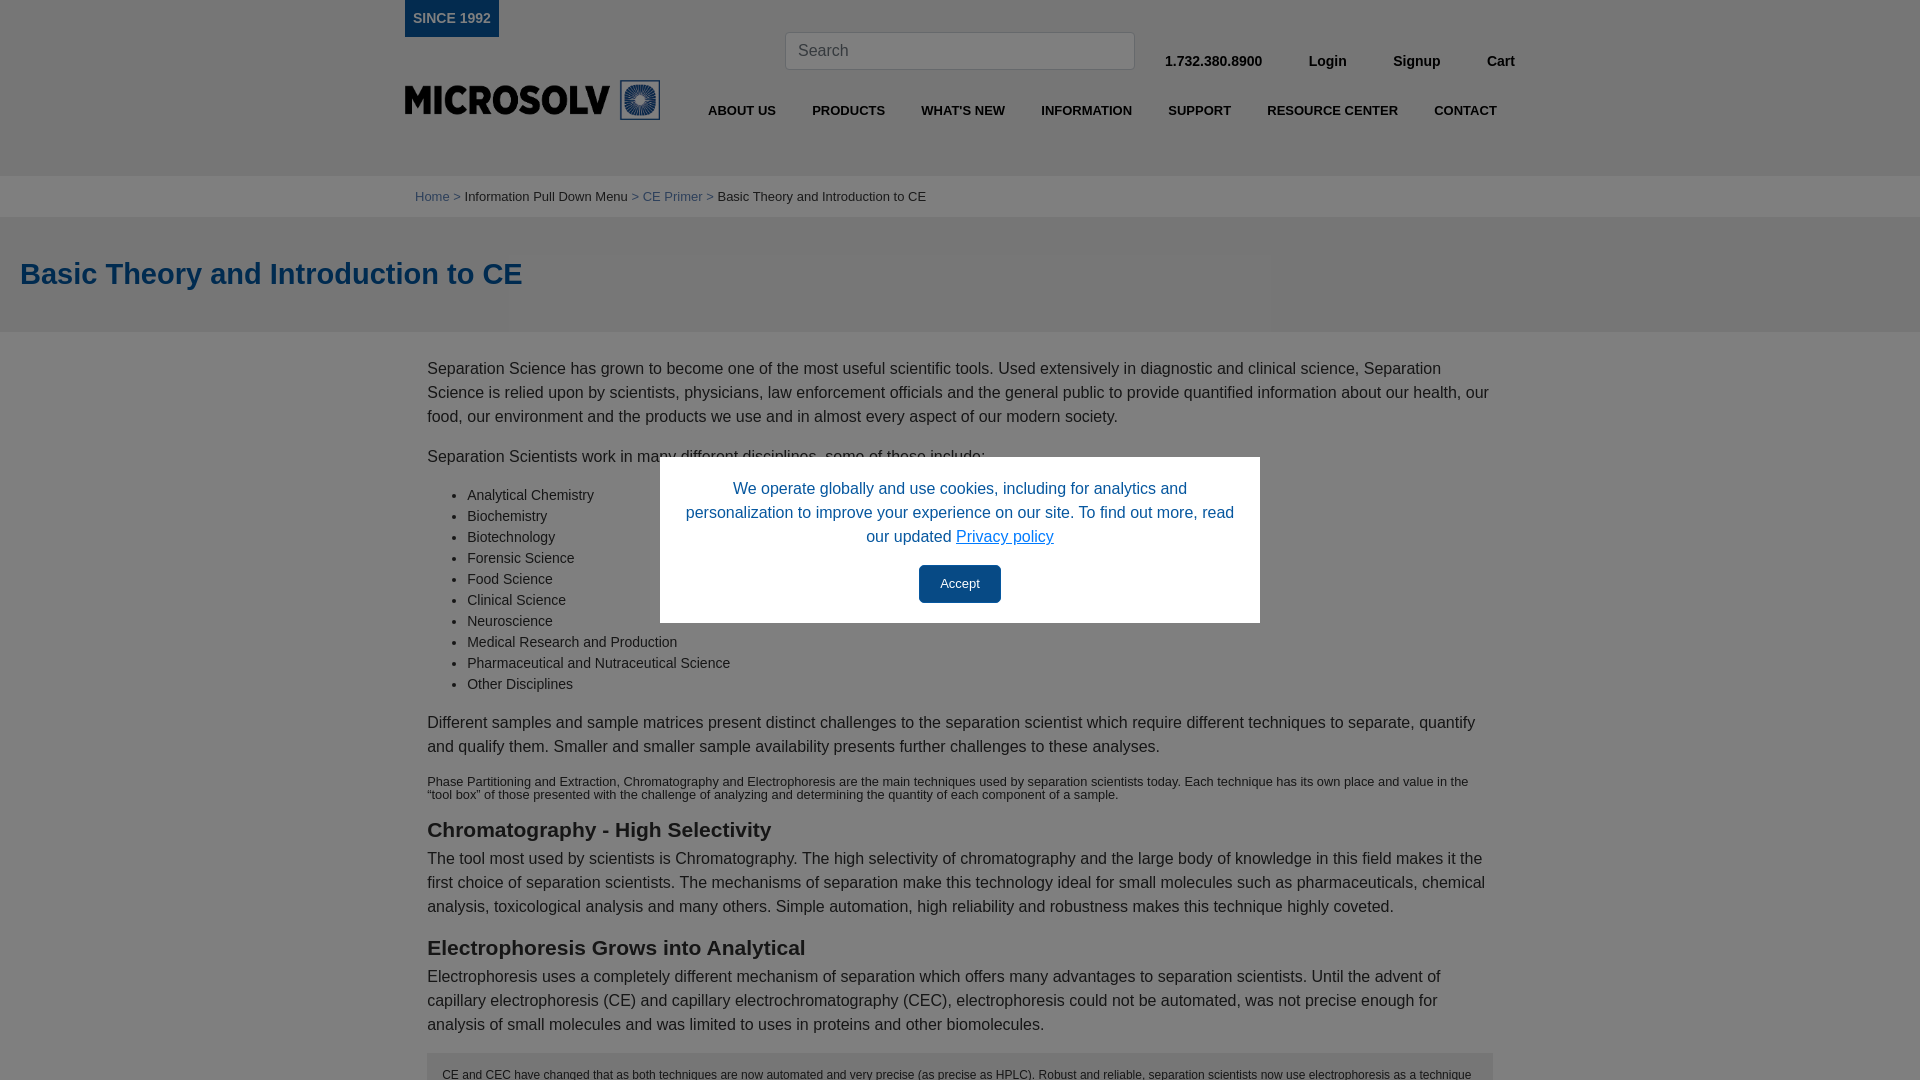 SINCE 1992
Search
1.732.380.8900 Login Signup Cart
MICROSOLV
ABOUT US PRODUCTS WHAT'S NEW INFORMATION SUPPORT RESOURCE CENTER CONTACT
Home > Information Pull Down Menu > CE Primer > Basic Theory and Introduction to CE
Basic Theory and Introduction to CE
Separation Science has grown to become one of the most useful scientific tools. Used extensively in diagnostic and clinical science, Separation
Science is relied upon by scientists, physicians, law enforcement officials and the general public to provide quantified information about our health, our
food, our environment and the products we use and in almost every aspect of our modern society.
Separation Scientists work in many different disciplines, some of these include:
• Analytical Chemistry
• Biochemistry
• Biotechnology
• Forensic Science
• Food Science
• Clinical Science
• Neuroscience
• Medical Research and Production
• Pharmaceutical and Nutraceutical Science
• Other Disciplines
We operate globally and use cookies, including for analytics and
personalization to improve your experience on our site. To find out more, read
our updated Privacy policy
Accept
Different samples and sample matrices present distinct challenges to the separation scientist which require different techniques to separate, quantify
and qualify them. Smaller and smaller sample availability presents further challenges to these analyses.
Phase Partitioning and Extraction, Chromatography and Electrophoresis are the main techniques used by separation scientists today. Each technique has its own place and value in the
“tool box” of those presented with the challenge of analyzing and determining the quantity of each component of a sample.
Chromatography - High Selectivity
The tool most used by scientists is Chromatography. The high selectivity of chromatography and the large body of knowledge in this field makes it the
first choice of separation scientists. The mechanisms of separation make this technology ideal for small molecules such as pharmaceuticals, chemical
analysis, toxicological analysis and many others. Simple automation, high reliability and robustness makes this technique highly coveted.
Electrophoresis Grows into Analytical
Electrophoresis uses a completely different mechanism of separation which offers many advantages to separation scientists. Until the advent of
capillary electrophoresis (CE) and capillary electrochromatography (CEC), electrophoresis could not be automated, was not precise enough for
analysis of small molecules and was limited to uses in proteins and other biomolecules.
CE and CEC have changed that as both techniques are now automated and very precise (as precise as HPLC). Robust and reliable, separation scientists now use electrophoresis as a technique